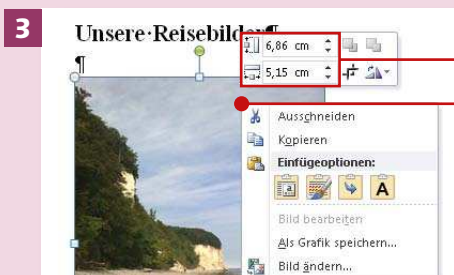 3
Unsere·Reisebilder¶
6,86 cm
¶
5,15 cm
Ausschneiden
Kopieren
Einfügeoptionen:
A
Bild bearbeiten
Als Grafik speichern...
Bild ändern...